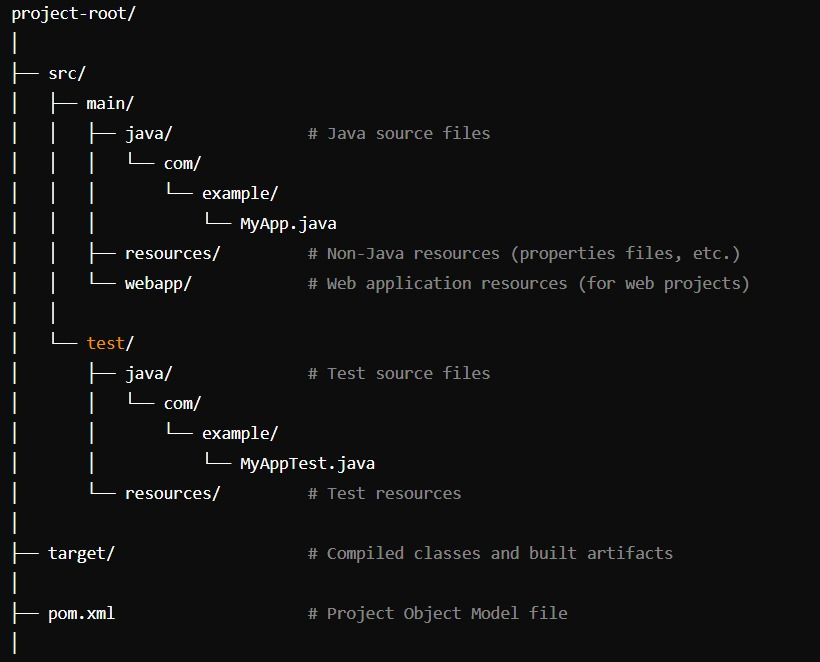 project-root/
│
├── src/
│   ├── main/
│   │   ├── java/              # Java source files
│   │   │   └── com/
│   │   │       └── example/
│   │   │           └── MyApp.java
│   │   ├── resources/         # Non-Java resources (properties files, etc.)
│   │   └── webapp/            # Web application resources (for web projects)
│   │
│   └── test/
│       ├── java/              # Test source files
│       │   └── com/
│       │       └── example/
│       │           └── MyAppTest.java
│       └── resources/         # Test resources
│
├── target/                    # Compiled classes and built artifacts
│
├── pom.xml                    # Project Object Model file
│